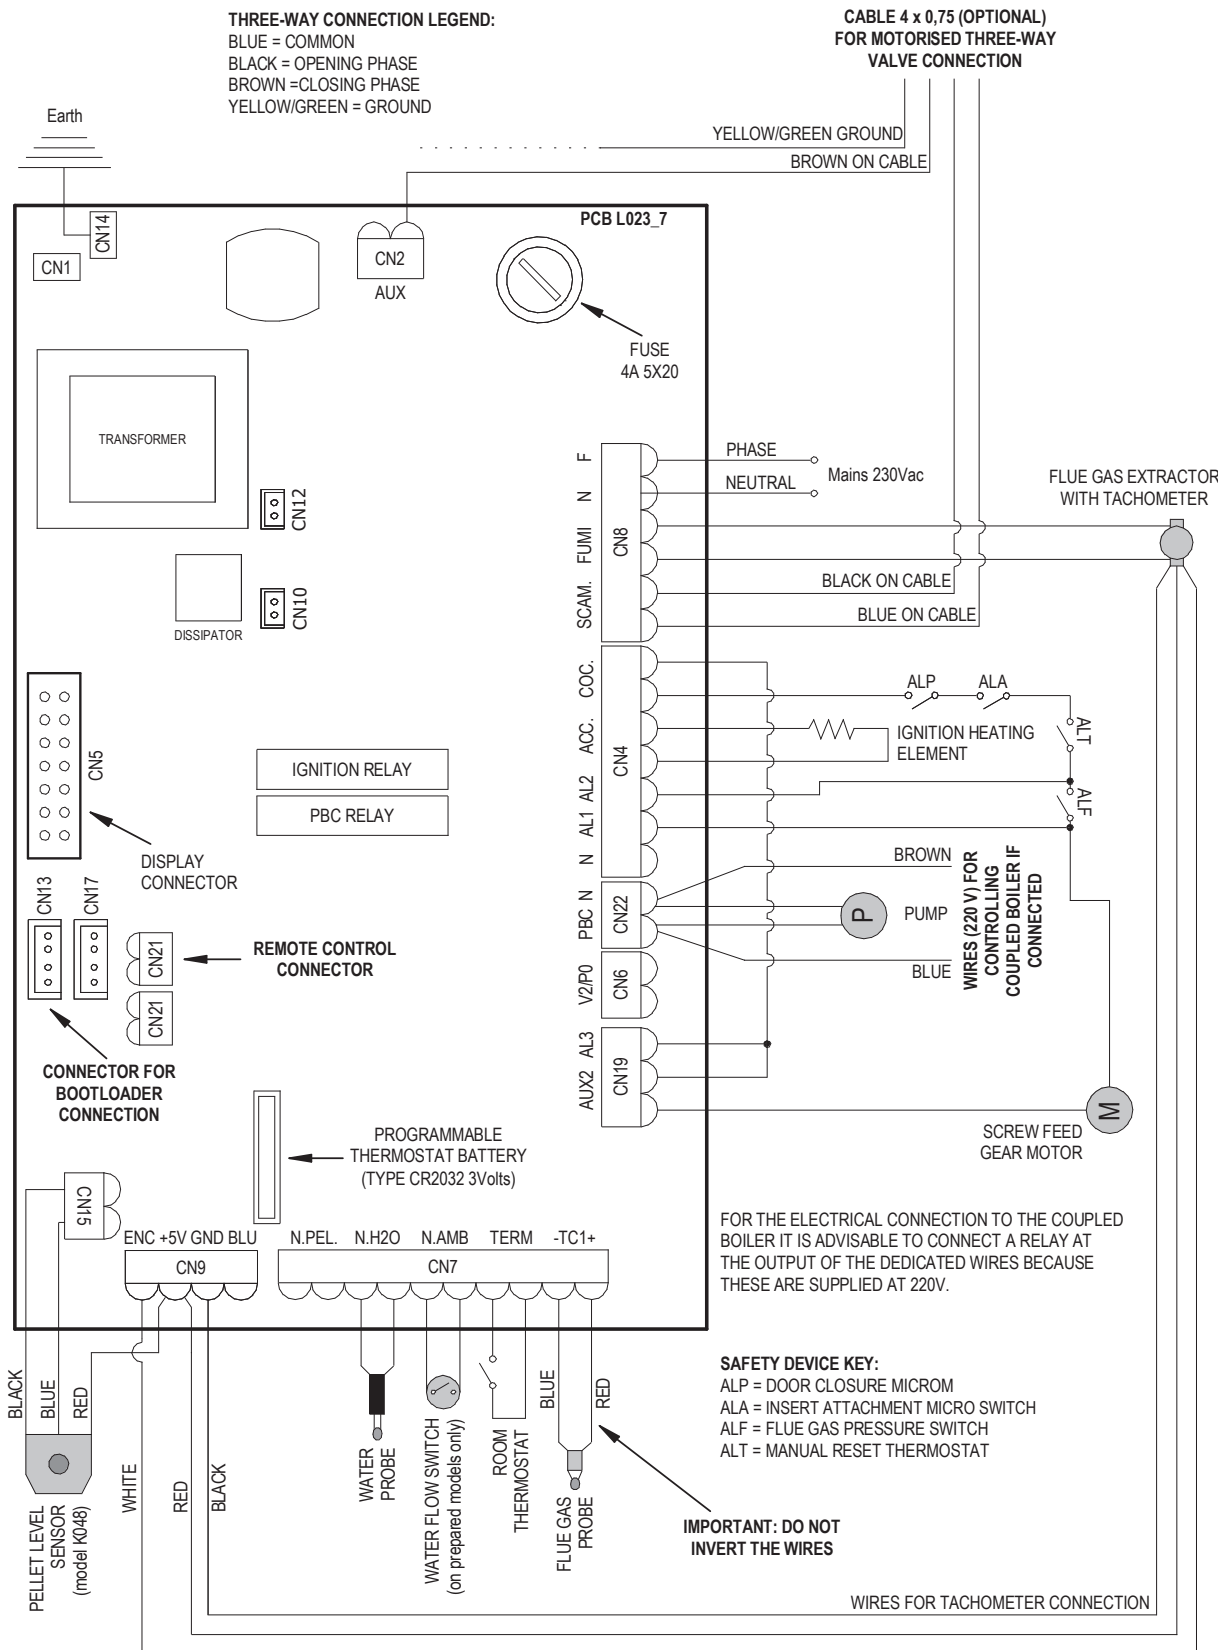 THREE-WAY CONNECTION LEGEND:
BLUE = COMMON
BLACK = OPENING PHASE
BROWN =CLOSING PHASE
YELLOW/GREEN = GROUND
CABLE 4 x 0,75 (OPTIONAL)
FOR MOTORISED THREE-WAY
VALVE CONNECTION
Earth
YELLOW/GREEN GROUND
BROWN ON CABLE
PCB L023_7
CN14
CN1
CN2
AUX
FUSE
4A 5X20
TRANSFORMER
CN12
DISSIPATOR
CN10
F
N
FUMI
SCAM.
CN8
PHASE
NEUTRAL
Mains 230Vac
FLUE GAS EXTRACTOR
WITH TACHOMETER
BLACK ON CABLE
BLUE ON CABLE
COC.
ACC.
AL2
AL1
N
CN4
ALP
ALA
ALT
ALF
IGNITION HEATING
ELEMENT
CN5
IGNITION RELAY
PBC RELAY
DISPLAY
CONNECTOR
CN13
CN17
CN21
CN21
REMOTE CONTROL
CONNECTOR
CONNECTOR FOR
BOOTLOADER
CONNECTION
N
PBC
CN22
BROWN
P
PUMP
BLUE
WIRES (220 V) FOR
CONTROLLING
COUPLED BOILER IF
CONNECTED
V2/P0
CN6
AL3
AUX2
CN19
M
SCREW FEED
GEAR MOTOR
PROGRAMMABLE
THERMOSTAT BATTERY
(TYPE CR2032 3Volts)
CN15
ENC +5V GND BLU
CN9
N.PEL.
N.H2O
N.AMB
TERM
-TC1+
CN7
FOR THE ELECTRICAL CONNECTION TO THE COUPLED
BOILER IT IS ADVISABLE TO CONNECT A RELAY AT
THE OUTPUT OF THE DEDICATED WIRES BECAUSE
THESE ARE SUPPLIED AT 220V.
SAFETY DEVICE KEY:
ALP = DOOR CLOSURE MICROM
ALA = INSERT ATTACHMENT MICRO SWITCH
ALF = FLUE GAS PRESSURE SWITCH
ALT = MANUAL RESET THERMOSTAT
BLACK
BLUE
RED
PELLET LEVEL
SENSOR
(model K048)
WHITE
RED
BLACK
WATER
PROBE
WATER FLOW SWITCH
(on prepared models only)
ROOM
THERMOSTAT
BLUE
RED
FLUE GAS
PROBE
IMPORTANT: DO NOT
INVERT THE WIRES
WIRES FOR TACHOMETER CONNECTION